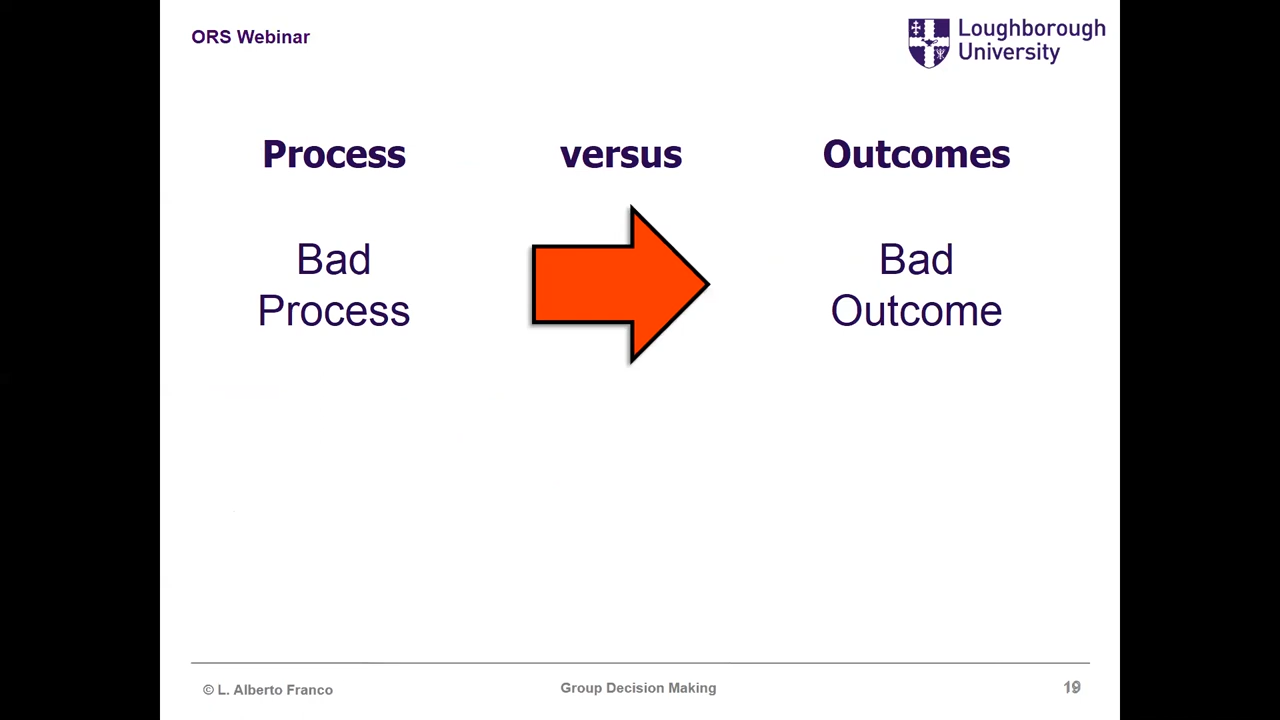 ORS Webinar
Loughborough
University
Process versus Outcomes
Bad Bad
Process Outcome
© L. Alberto Franco Group Decision Making 19